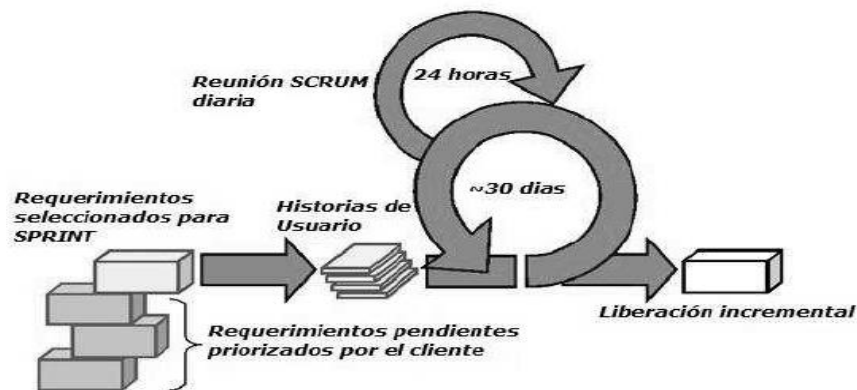 Reunión SCRUM
diaria
24 horas
~30 dias
Requerimientos
seleccionados para
SPRINT
Historias de
Usuario
Liberación incremental
Requerimientos pendientes
priorizados por el cliente